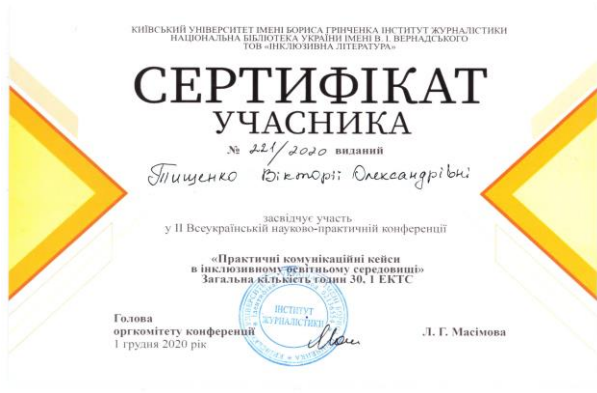 КИЇВСЬКИЙ УНІВЕРСИТЕТ ІМЕНІ БОРИСА ГРІНЧЕНКА ІНСТИТУТ ЖУРНАЛІСТИКИ
НАЦІОНАЛЬНА БІБЛІОТЕКА УКРАЇНИ ІМЕНІ В. І. ВЕРНАДСЬКОГО
ТОВ «ІНКЛЮЗИВНА ЛІТЕРАТУРА»
СЕРТИФІКАТ
УЧАСНИКА
№ 221/2020 виданий
Тищенко Вікторії Олександрівні
засвідчує участь
у ІІ Всеукраїнській науково-практичній конференції
«Практичні комунікаційні кейси
в інклюзивному освітньому середовищі»
Загальна кількість годин 30, 1 ЕКТС
ІНСТИТУТ
ЖУРНАЛІСТИКИ
Голова
оргкомітету конференції
1 грудня 2020 рік
Л. Г. Масімова